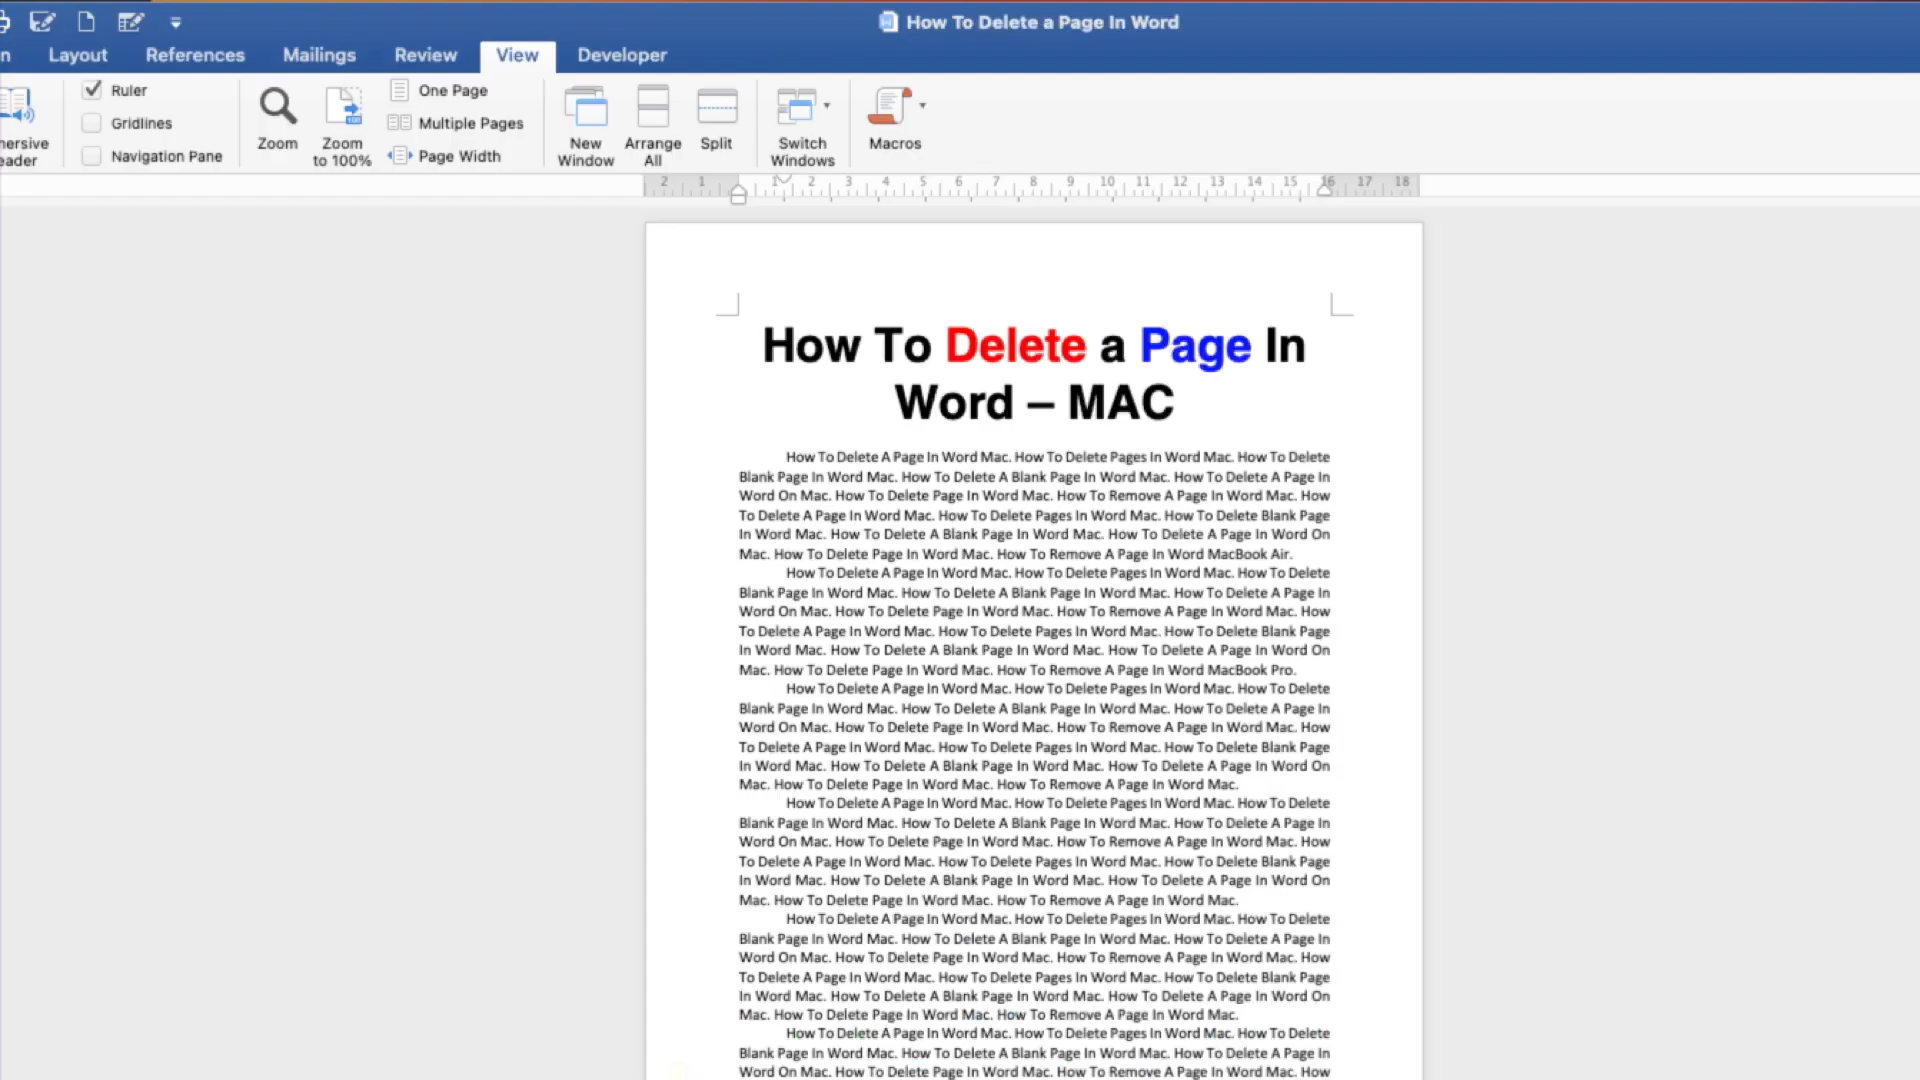 How To Delete a Page In Word
Layout References Mailings Review View Developer
Ruler
Gridlines
Navigation Pane
Zoom
Zoom
to 100%
One Page
Multiple Pages
Page Width
New
Window
Arrange
All
Split
Switch
Windows
Macros
2 1 1 2 3 4 5 6 7 8 9 10 11 12 13 14 15 16 17 18
How To Delete a Page In
Word – MAC
How To Delete A Page In Word Mac. How To Delete Pages In Word Mac. How To Delete
Blank Page In Word Mac. How To Delete A Blank Page In Word Mac. How To Delete A Page In
Word On Mac. How To Delete Page In Word Mac. How To Remove A Page In Word Mac. How
To Delete A Page In Word Mac. How To Delete Pages In Word Mac. How To Delete Blank Page
In Word Mac. How To Delete A Blank Page In Word Mac. How To Delete A Page In Word On
Mac. How To Delete Page In Word Mac. How To Remove A Page In Word MacBook Air.
How To Delete A Page In Word Mac. How To Delete Pages In Word Mac. How To Delete
Blank Page In Word Mac. How To Delete A Blank Page In Word Mac. How To Delete A Page In
Word On Mac. How To Delete Page In Word Mac. How To Remove A Page In Word Mac. How
To Delete A Page In Word Mac. How To Delete Pages In Word Mac. How To Delete Blank Page
In Word Mac. How To Delete A Blank Page In Word Mac. How To Delete A Page In Word On
Mac. How To Delete Page In Word Mac. How To Remove A Page In Word MacBook Pro.
How To Delete A Page In Word Mac. How To Delete Pages In Word Mac. How To Delete
Blank Page In Word Mac. How To Delete A Blank Page In Word Mac. How To Delete A Page In
Word On Mac. How To Delete Page In Word Mac. How To Remove A Page In Word Mac. How
To Delete A Page In Word Mac. How To Delete Pages In Word Mac. How To Delete Blank Page
In Word Mac. How To Delete A Blank Page In Word Mac. How To Delete A Page In Word On
Mac. How To Delete Page In Word Mac. How To Remove A Page In Word Mac.
How To Delete A Page In Word Mac. How To Delete Pages In Word Mac. How To Delete
Blank Page In Word Mac. How To Delete A Blank Page In Word Mac. How To Delete A Page In
Word On Mac. How To Delete Page In Word Mac. How To Remove A Page In Word Mac. How
To Delete A Page In Word Mac. How To Delete Pages In Word Mac. How To Delete Blank Page
In Word Mac. How To Delete A Blank Page In Word Mac. How To Delete A Page In Word On
Mac. How To Delete Page In Word Mac. How To Remove A Page In Word Mac.
How To Delete A Page In Word Mac. How To Delete Pages In Word Mac. How To Delete
Blank Page In Word Mac. How To Delete A Blank Page In Word Mac. How To Delete A Page In
Word On Mac. How To Delete Page In Word Mac. How To Remove A Page In Word Mac. How
To Delete A Page In Word Mac. How To Delete Pages In Word Mac. How To Delete Blank Page
In Word Mac. How To Delete A Blank Page In Word Mac. How To Delete A Page In Word On
Mac. How To Delete Page In Word Mac. How To Remove A Page In Word Mac.
How To Delete A Page In Word Mac. How To Delete Pages In Word Mac. How To Delete
Blank Page In Word Mac. How To Delete A Blank Page In Word Mac. How To Delete A Page In
Word On Mac. How To Delete Page In Word Mac. How To Remove A Page In Word Mac. How